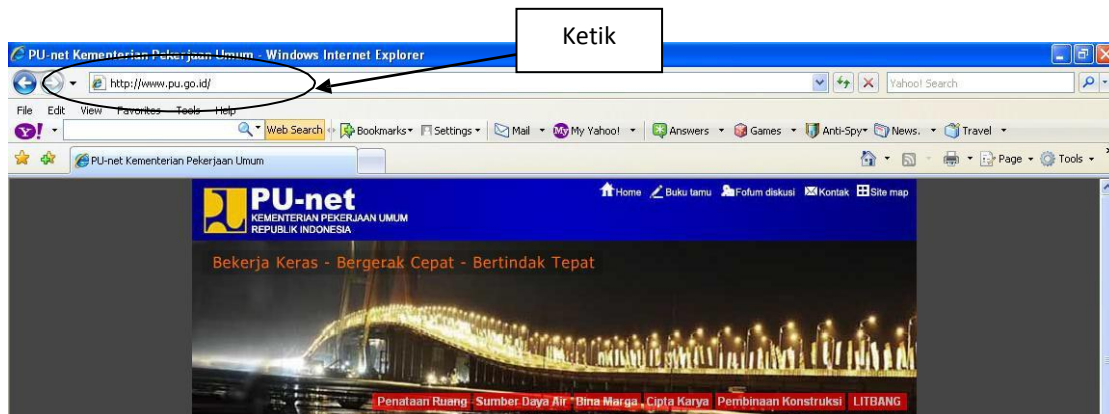 Ketik
PU-net Kementerian Pekerjaan Umum - Windows Internet Explorer
http://www.pu.go.id/
Yahoo! Search
File Edit View Favorites Tools Help
Y! Web Search Bookmarks Settings Mail My My Yahoo! Answers Games Anti-Spy News. Travel
PU-net Kementerian Pekerjaan Umum
Page Tools
PU-net
KEMENTERIAN PEKERJAAN UMUM
REPUBLIK INDONESIA
Home Buku tamu Fofum diskusi Kontak Site map
Bekerja Keras - Bergerak Cepat - Bertindak Tepat
Penataan Ruang Sumber Daya Air Bina Marga Cipta Karya Pembinaan Konstruksi LITBANG